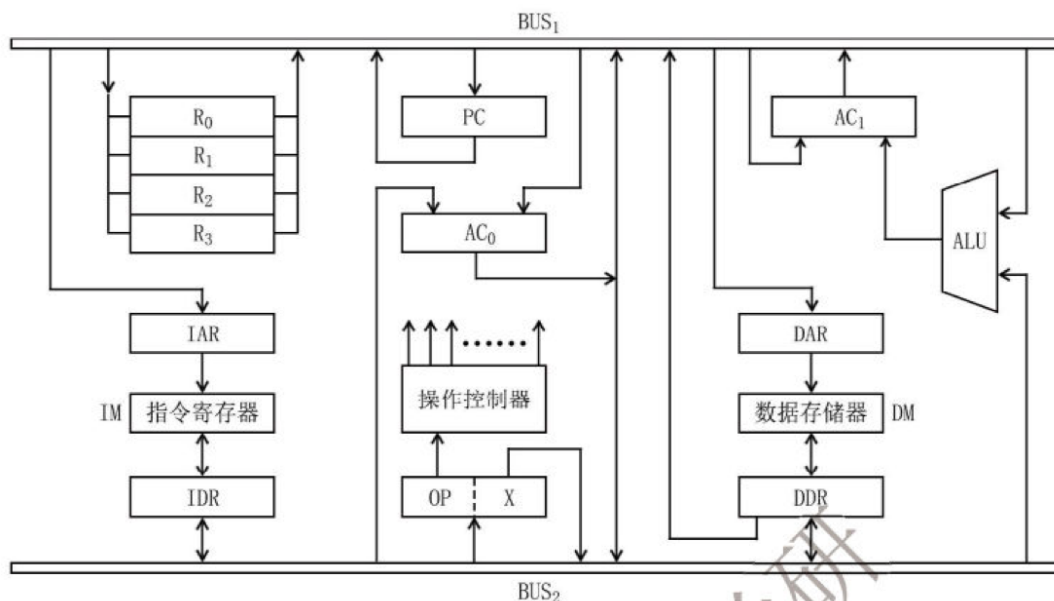 BUS₁
R₀
R₁
R₂
R₃
PC
AC₀
AC₁
ALU
IAR
DAR
IM 指令寄存器
操作控制器
数据存储器 DM
IDR
OP X
DDR
研
BUS₂